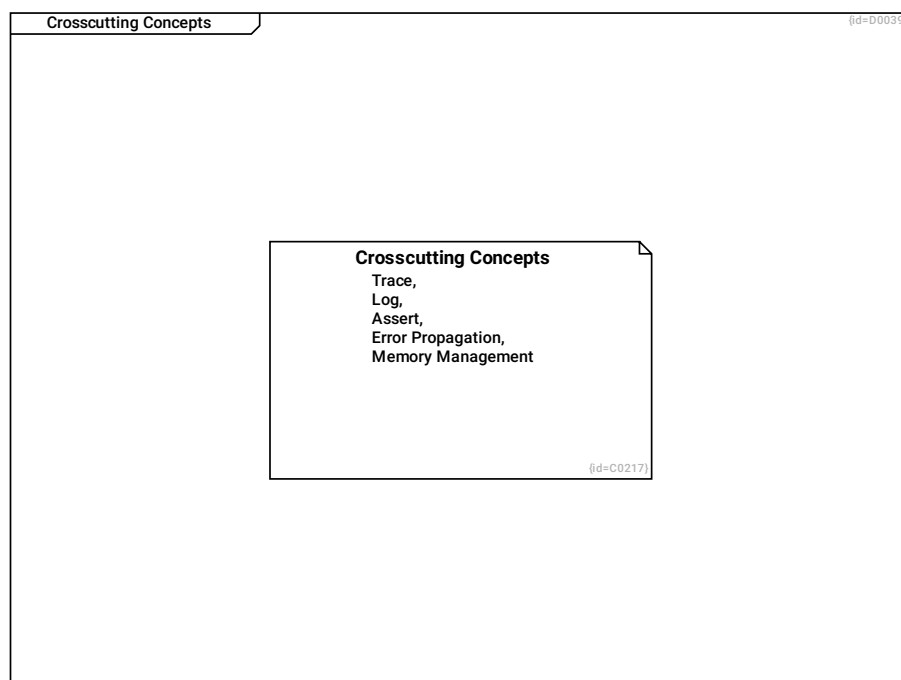 Crosscutting Concepts
{id=D0039
Crosscutting Concepts
Trace,
Log,
Assert,
Error Propagation,
Memory Management
{id=C0217}